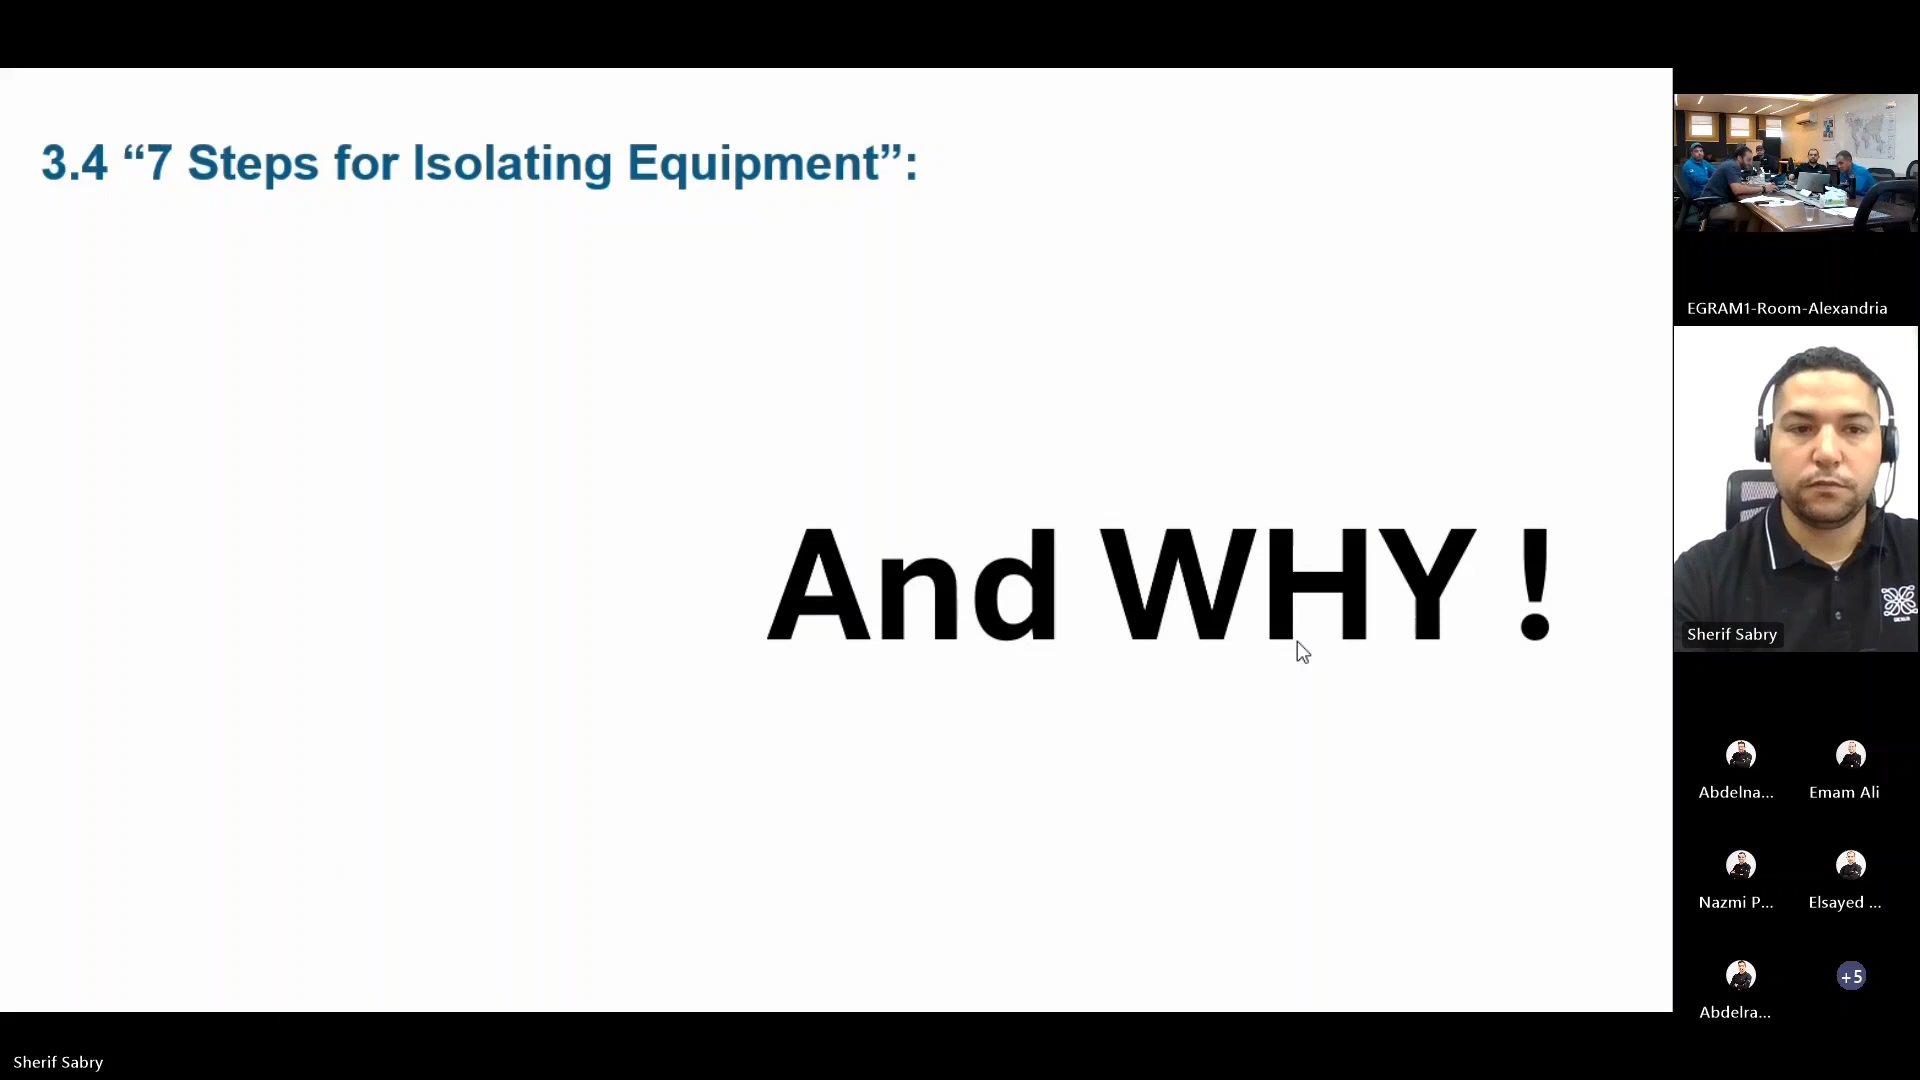 3.4 “7 Steps for Isolating Equipment”:
And WHY !
EGRAM1-Room-Alexandria
Sherif Sabry
Abdelna...
Emam Ali
Nazmi P...
Elsayed ...
Abdelra...
+5
Sherif Sabry